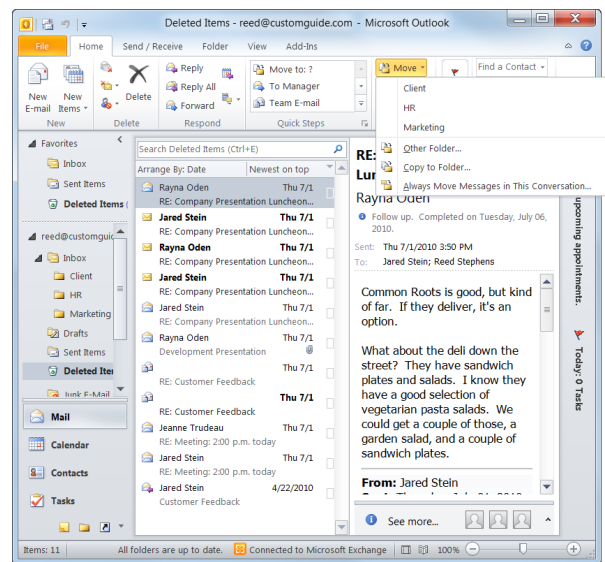 Deleted Items - reed@customguide.com - Microsoft Outlook
File Home Send / Receive Folder View Add-Ins
New E-mail
New Items
New
Delete
Delete
Reply
Reply All
Forward
Respond
Move to: ?
To Manager
Team E-mail
Quick Steps
Move
Find a Contact
Client
HR
Marketing
Other Folder...
Copy to Folder...
Always Move Messages in This Conversation...
Favorites
Inbox
Sent Items
Deleted Items (
reed@customguid
Inbox
Client
HR
Marketing
Drafts
Sent Items
Deleted Ite
Junk E-Mail
Mail
Calendar
Contacts
Tasks
Search Deleted Items (Ctrl+E)
Arrange By: Date Newest on top
Rayna Oden Thu 7/1
RE: Company Presentation Luncheon...
Jared Stein Thu 7/1
RE: Company Presentation Luncheon...
Rayna Oden Thu 7/1
RE: Company Presentation Luncheon...
Jared Stein Thu 7/1
RE: Company Presentation Luncheon...
Jared Stein Thu 7/1
RE: Company Presentation Luncheon...
Rayna Oden Thu 7/1
Development Presentation
Thu 7/1
RE: Customer Feedback
Thu 7/1
RE: Customer Feedback
Jeanne Trudeau Thu 7/1
RE: Meeting: 2:00 p.m. today
Jared Stein Thu 7/1
RE: Meeting: 2:00 p.m. today
Jared Stein 4/22/2010
Customer Feedback
RE:
Lun
Rayna Oden
Follow up. Completed on Tuesday, July 06,
2010.
Sent: Thu 7/1/2010 3:50 PM
To: Jared Stein; Reed Stephens
Common Roots is good, but kind
of far. If they deliver, it's an
option.
What about the deli down the
street? They have sandwich
plates and salads. I know they
have a good selection of
vegetarian pasta salads. We
could get a couple of those, a
garden salad, and a couple of
sandwich plates.
From: Jared Stein
See more...
upcoming appointments.
Today: 0 Tasks
Items: 11 All folders are up to date. Connected to Microsoft Exchange 100%